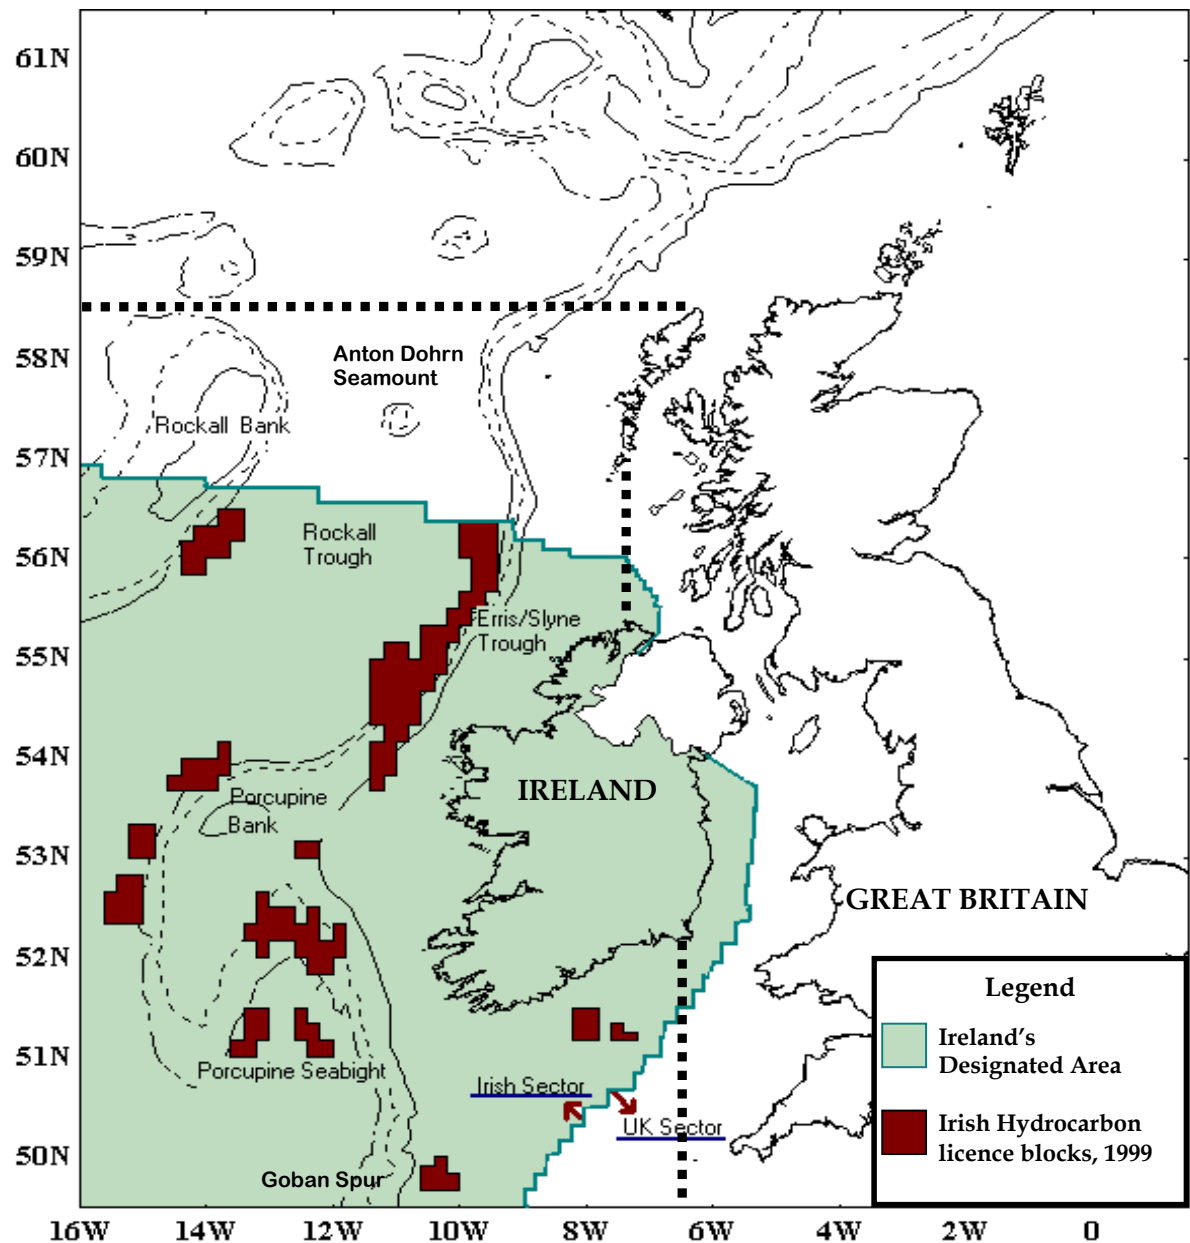 61N
60N
59N
58N
57N
56N
55N
54N
53N
52N
51N
50N
Anton Dohrn
Seamount
Rockall Bank
Rockall
Trough
Erris/Slyne
Trough
IRELAND
Porcupine
Bank
GREAT BRITAIN
Porcupine Seabight
Irish Sector
UK Sector
Goban Spur
Legend
Ireland's
Designated Area
Irish Hydrocarbon
licence blocks, 1999
16W 14W 12W 10W 8W 6W 4W 2W 0